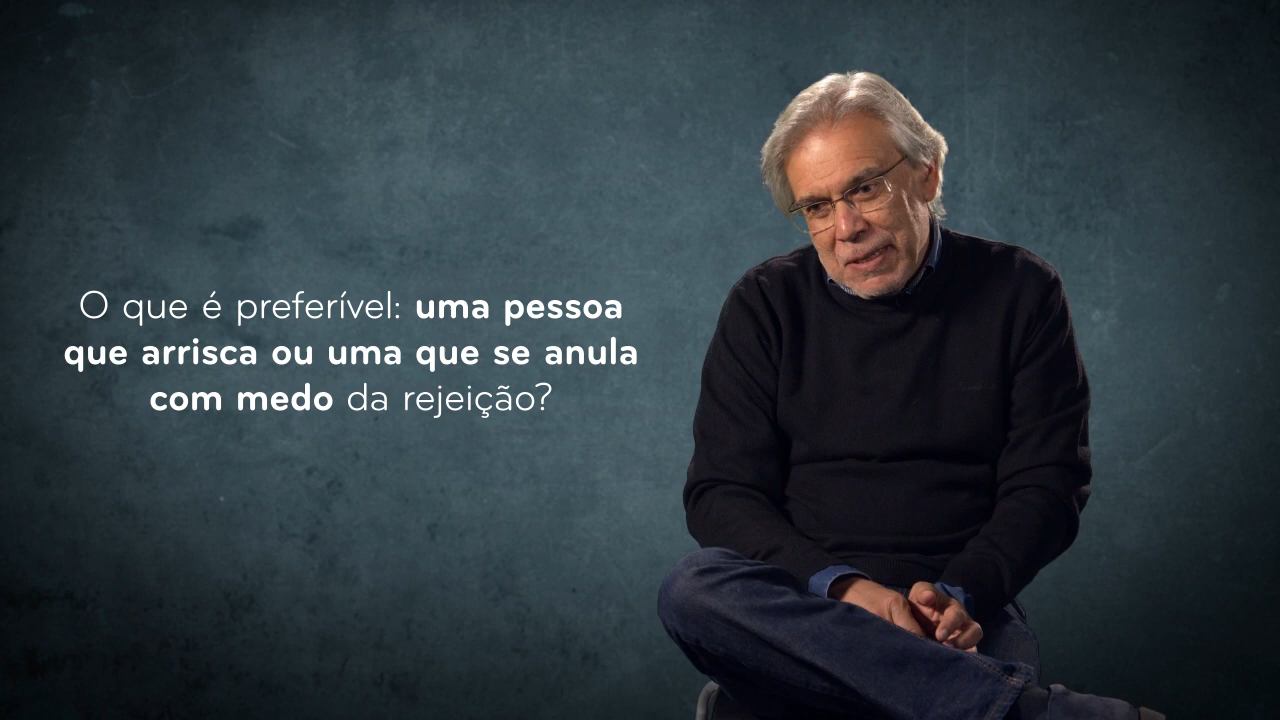 O que é preferível: uma pessoa
que arrisca ou uma que se anula
com medo da rejeição?